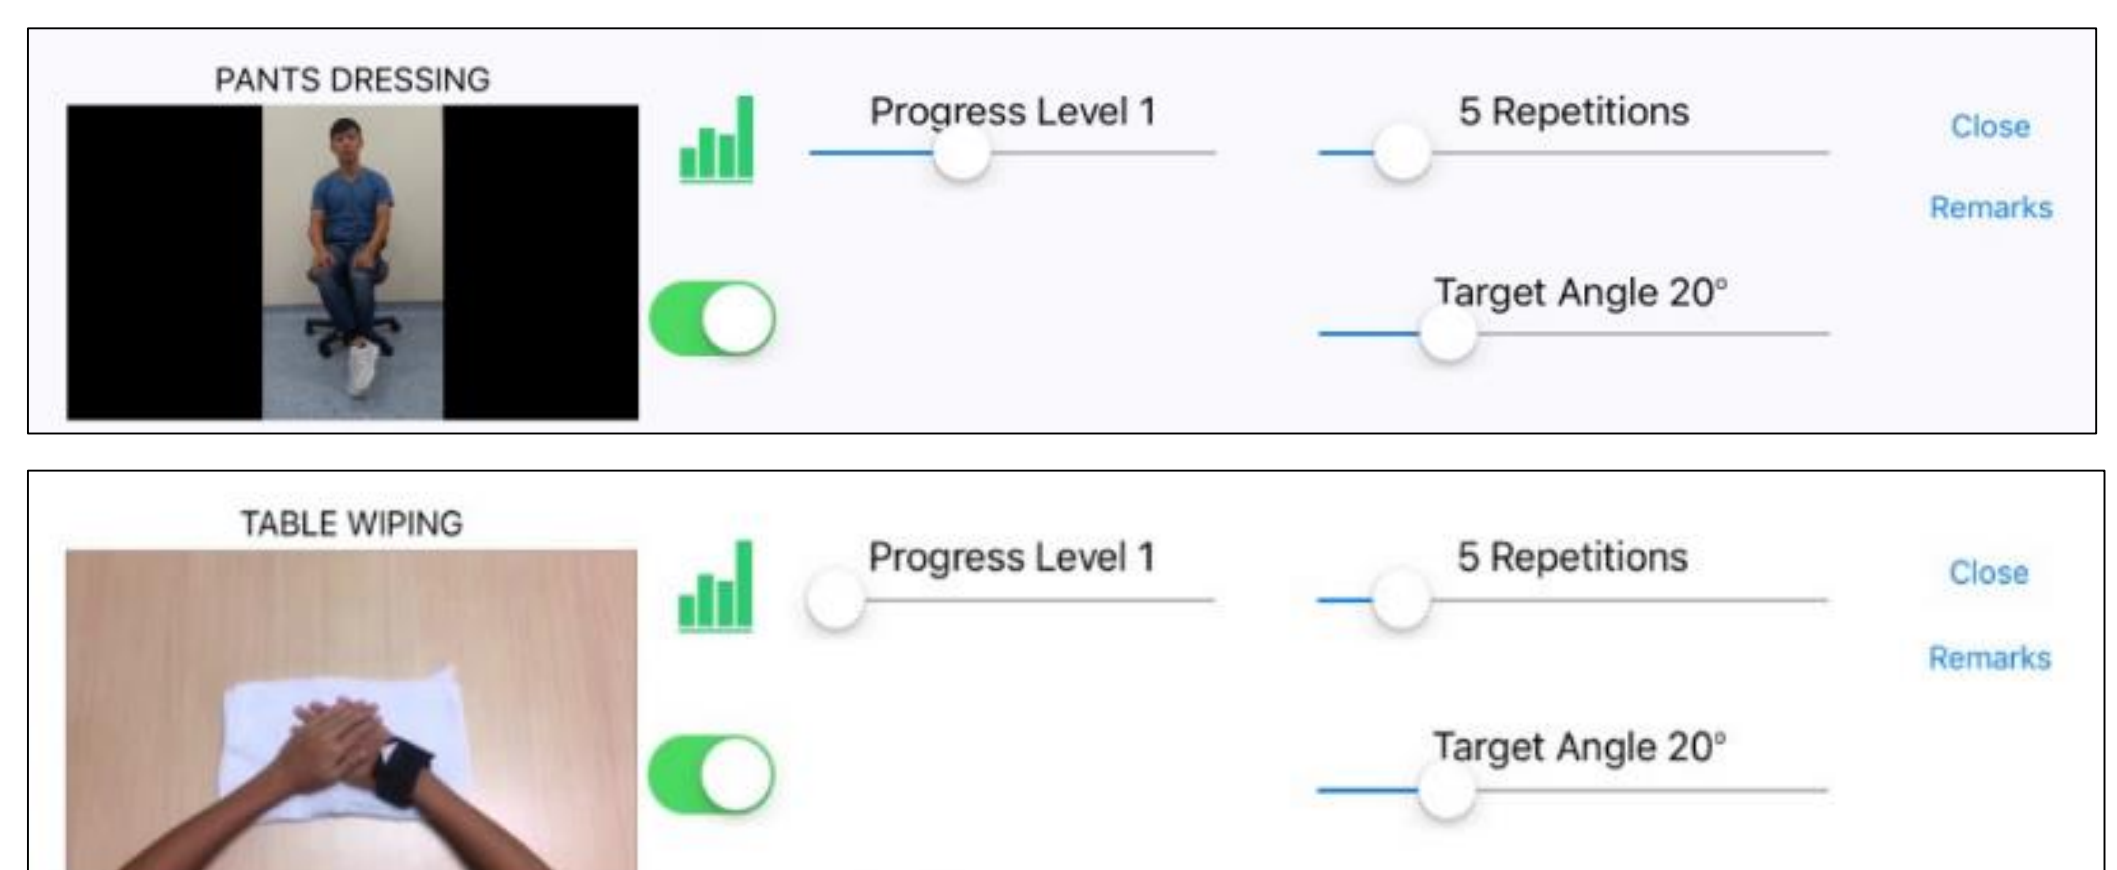 PANTS DRESSING
Progress Level 1
5 Repetitions
Close
Remarks
Target Angle 20°
TABLE WIPING
Progress Level 1
5 Repetitions
Close
Remarks
Target Angle 20°